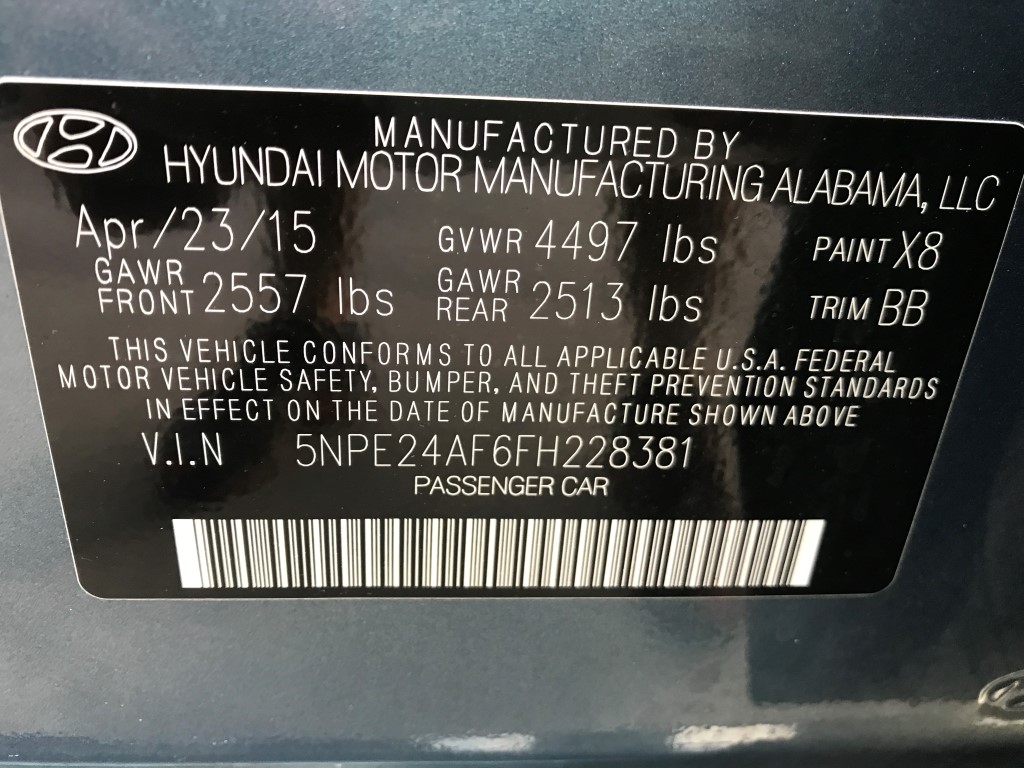 MANUFACTURED BY
HYUNDAI MOTOR MANUFACTURING ALABAMA, LLC
Apr/23/15 GVWR 4497 lbs PAINT X8
GAWR FRONT 2557 lbs GAWR REAR 2513 lbs TRIM BB
THIS VEHICLE CONFORMS TO ALL APPLICABLE U.S.A. FEDERAL
MOTOR VEHICLE SAFETY, BUMPER, AND THEFT PREVENTION STANDARDS
IN EFFECT ON THE DATE OF MANUFACTURE SHOWN ABOVE
V.I.N 5NPE24AF6FH228381
PASSENGER CAR